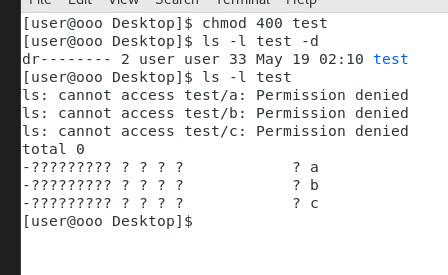 File Edit View Search Terminal Help
[user@ooo Desktop]$ chmod 400 test
[user@ooo Desktop]$ ls -l test -d
dr-------- 2 user user 33 May 19 02:10 test
[user@ooo Desktop]$ ls -l test
ls: cannot access test/a: Permission denied
ls: cannot access test/b: Permission denied
ls: cannot access test/c: Permission denied
total 0
-????????? ? ? ? ?            ? a
-????????? ? ? ? ?            ? b
-????????? ? ? ? ?            ? c
[user@ooo Desktop]$